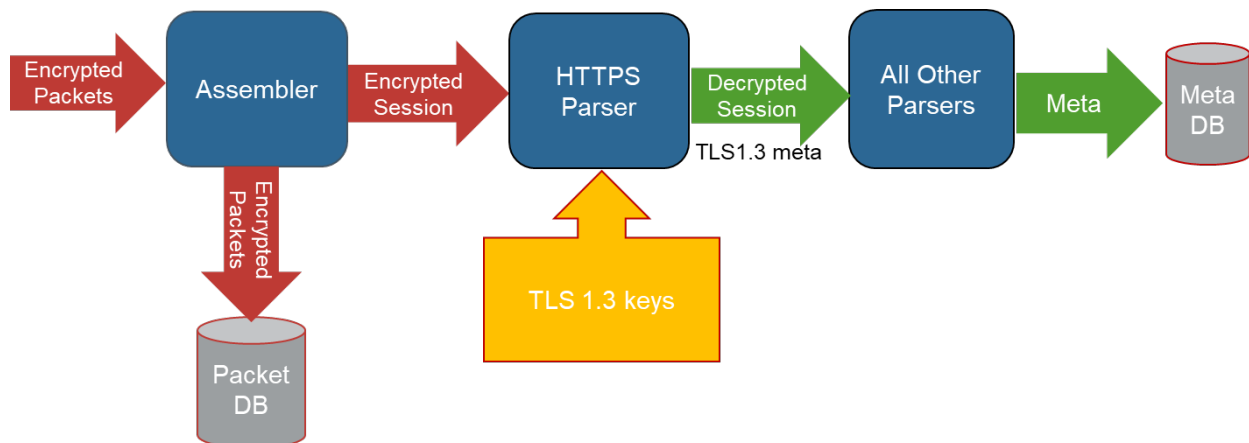 Encrypted
Packets
Assembler
Encrypted
Session
HTTPS
Parser
Decrypted
Session
TLS1.3 meta
All Other
Parsers
Meta
Meta
DB
Encrypted
Packets
TLS 1.3 keys
Packet
DB